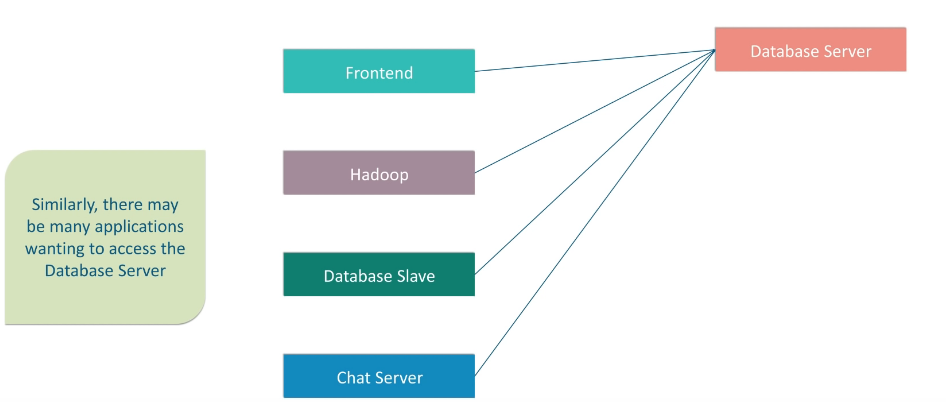 Database Server
Frontend
Hadoop
Similarly, there may
be many applications
wanting to access the
Database Server
Database Slave
Chat Server